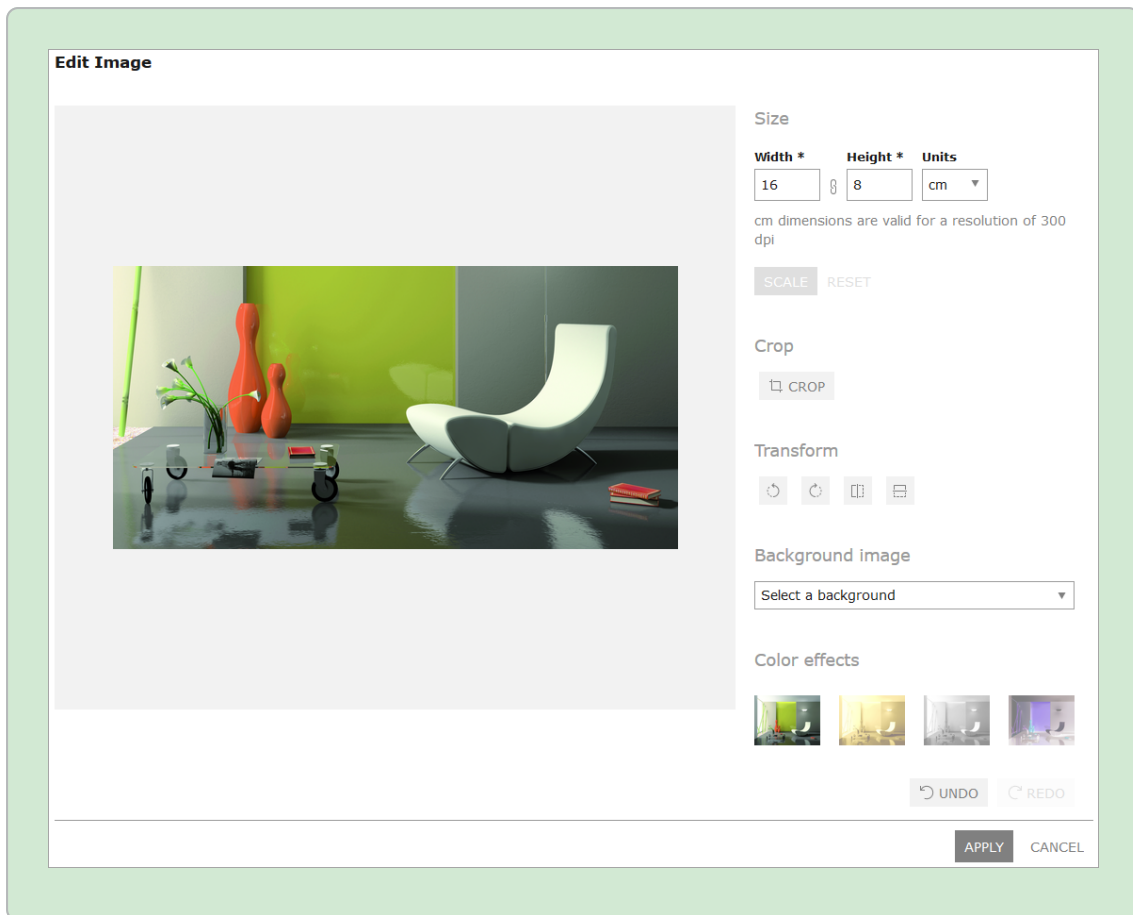 Edit Image
Size
Width * Height * Units
16 8 cm
cm dimensions are valid for a resolution of 300
dpi
SCALE RESET
Crop
CROP
Transform
Background image
Select a background
Color effects
UNDO REDO
APPLY CANCEL